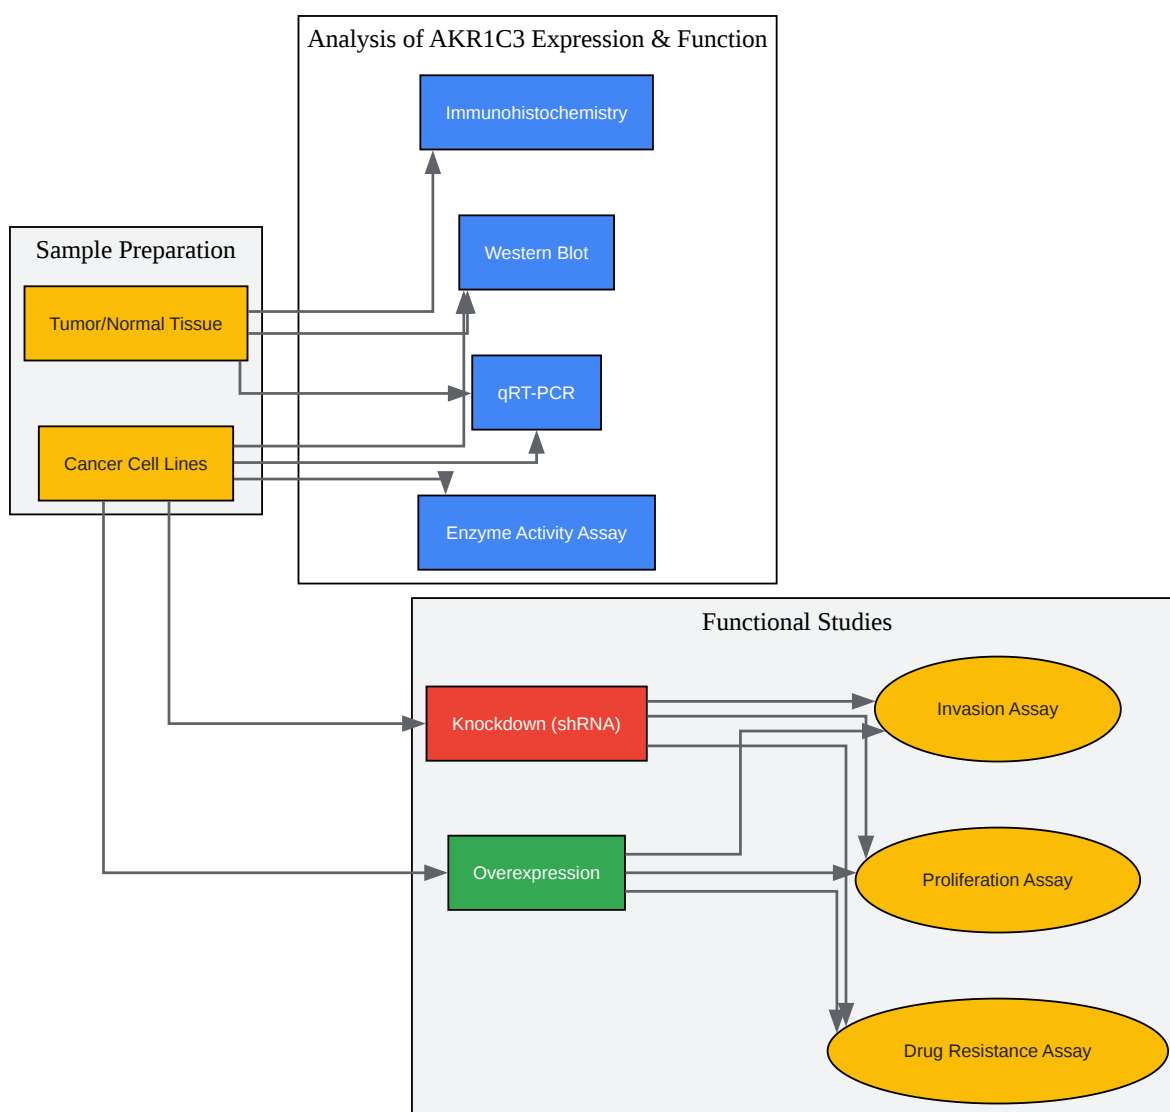 Analysis of AKR1C3 Expression & Function
Immunohistochemistry
Western Blot
qRT-PCR
Enzyme Activity Assay
Sample Preparation
Tumor/Normal Tissue
Cancer Cell Lines
Functional Studies
Knockdown (shRNA)
Overexpression
Invasion Assay
Proliferation Assay
Drug Resistance Assay